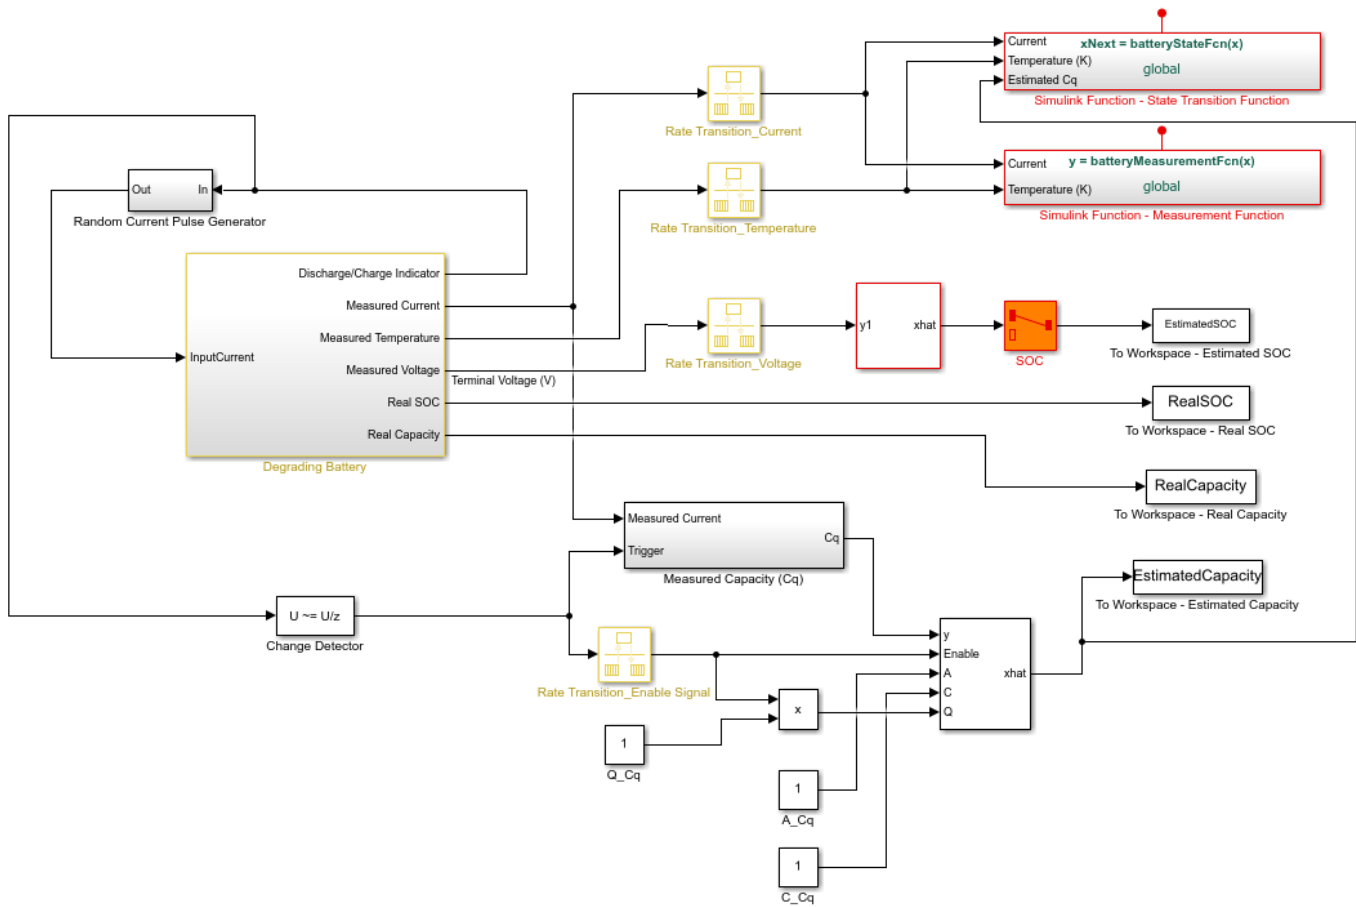 Current
xNext = batteryStateFcn(x)
Temperature (K)
global
Estimated Cq
Simulink Function - State Transition Function
Rate Transition_Current
Current
y = batteryMeasurementFcn(x)
global
Temperature (K)
Simulink Function - Measurement Function
Out
In
Random Current Pulse Generator
Rate Transition_Temperature
Discharge/Charge Indicator
Measured Current
Measured Temperature
InputCurrent
Measured Voltage
Real SOC
Real Capacity
Degrading Battery
Terminal Voltage (V)
Rate Transition_Voltage
y1
xhat
SOC
EstimatedSOC
To Workspace - Estimated SOC
RealSOC
To Workspace - Real SOC
RealCapacity
To Workspace - Real Capacity
Measured Current
Cq
Trigger
Measured Capacity (Cq)
EstimatedCapacity
To Workspace - Estimated Capacity
U ~= U/z
Change Detector
Rate Transition_Enable Signal
y
Enable
A
C
Q
xhat
x
1
Q_Cq
1
A_Cq
1
C_Cq